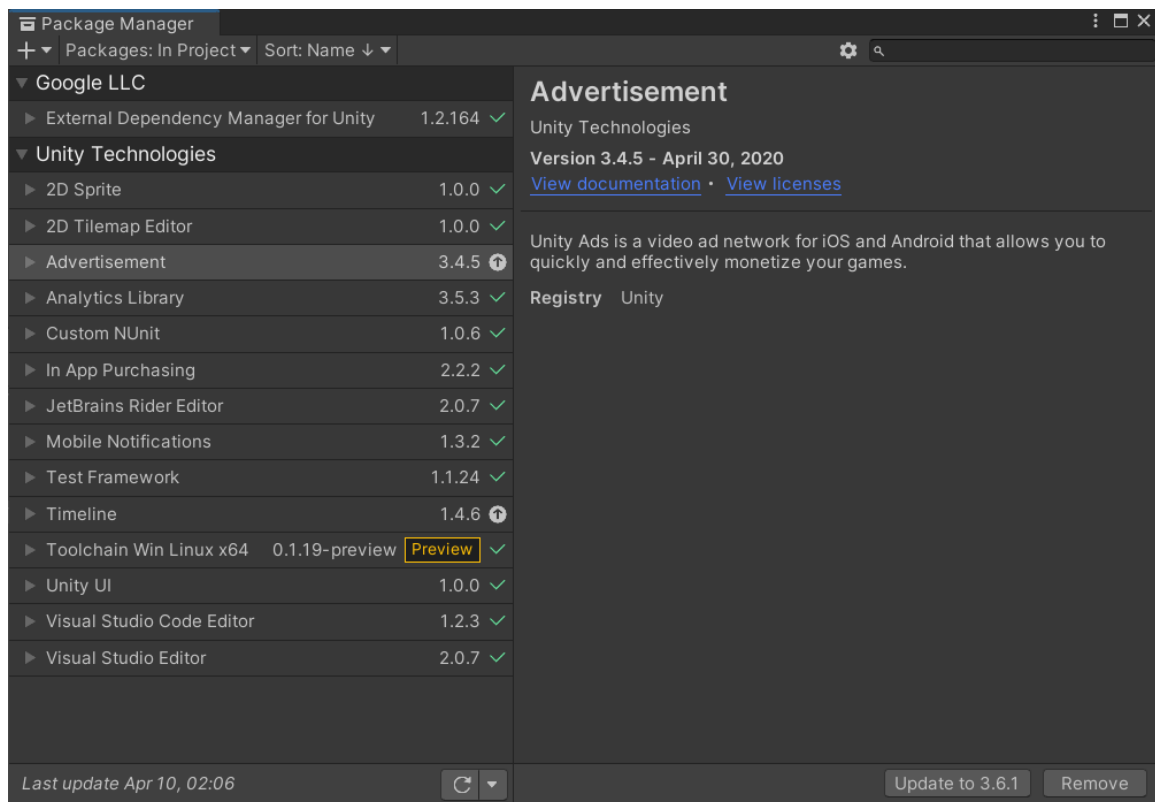 Package Manager
Packages: In Project Sort: Name ↓
Google LLC
External Dependency Manager for Unity 1.2.164
Unity Technologies
2D Sprite 1.0.0
2D Tilemap Editor 1.0.0
Advertisement 3.4.5
Analytics Library 3.5.3
Custom NUnit 1.0.6
In App Purchasing 2.2.2
JetBrains Rider Editor 2.0.7
Mobile Notifications 1.3.2
Test Framework 1.1.24
Timeline 1.4.6
Toolchain Win Linux x64 0.1.19-preview Preview
Unity UI 1.0.0
Visual Studio Code Editor 1.2.3
Visual Studio Editor 2.0.7
Last update Apr 10, 02:06
Advertisement
Unity Technologies
Version 3.4.5 - April 30, 2020
View documentation • View licenses
Unity Ads is a video ad network for iOS and Android that allows you to
quickly and effectively monetize your games.
Registry Unity
Update to 3.6.1 Remove